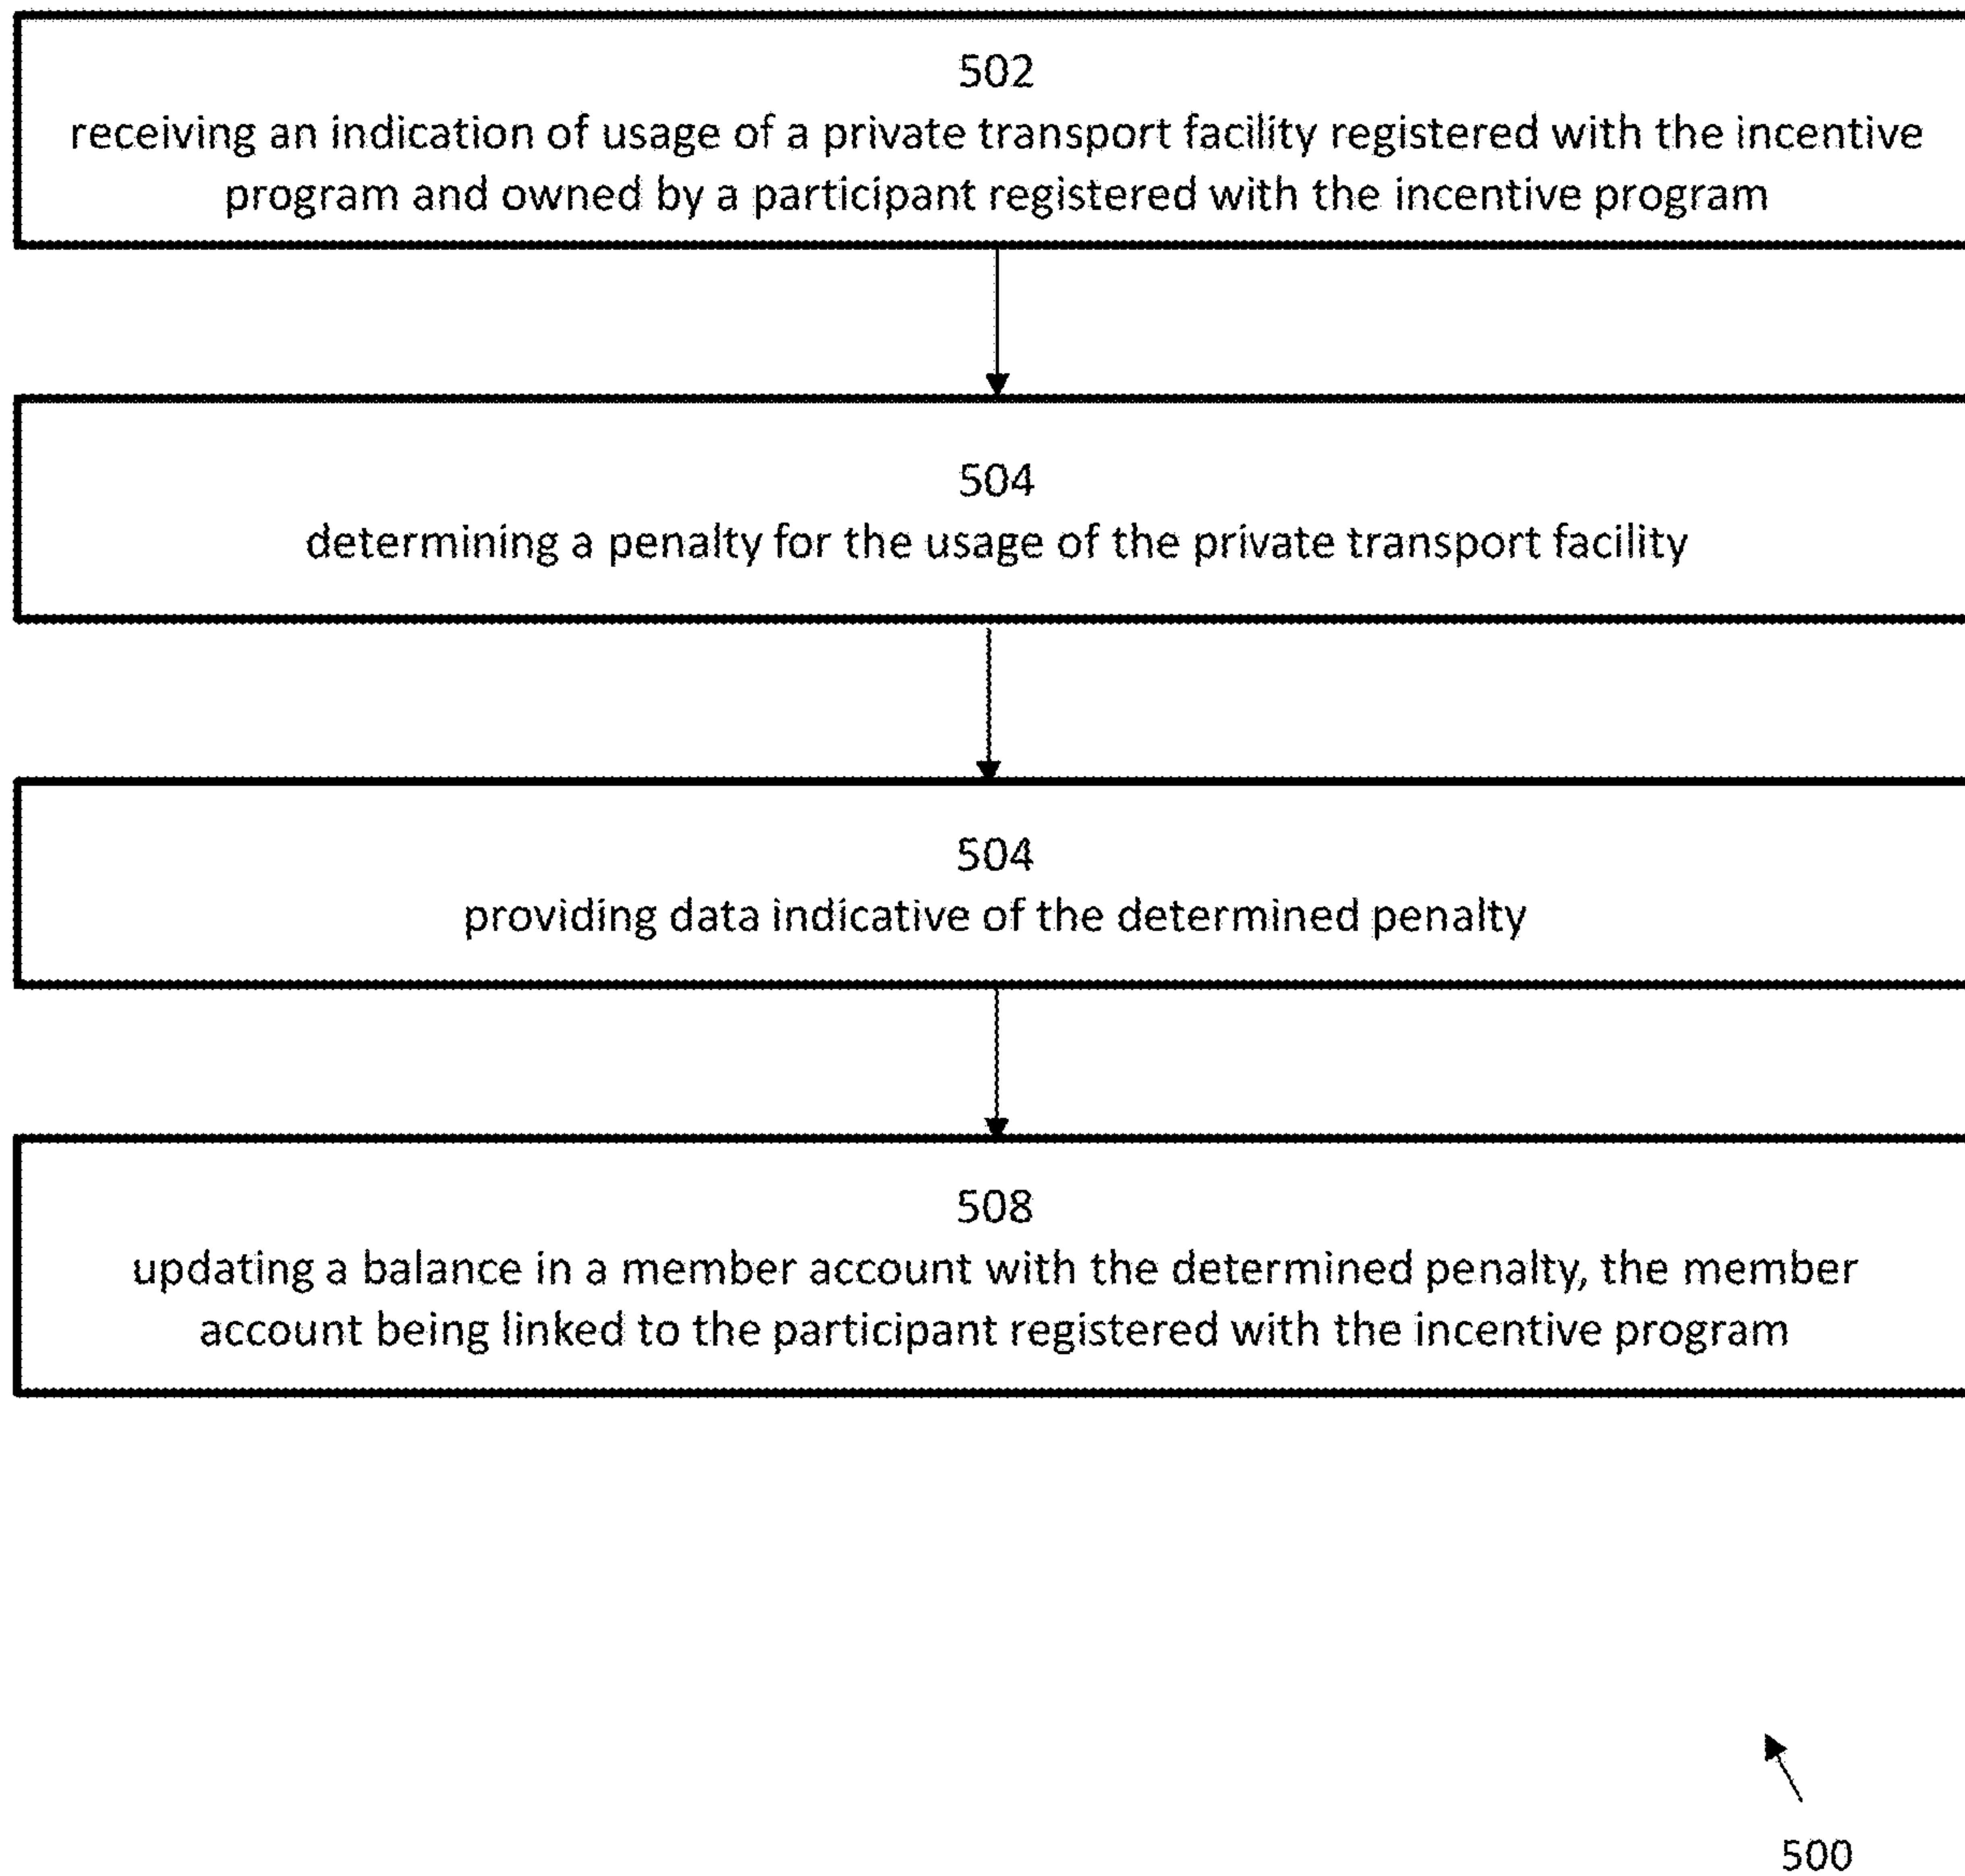 502
receiving an indication of usage of a private transport facility registered with the incentive
program and owned by a participant registered with the incentive program
504
determining a penalty for the usage of the private transport facility
504
providing data indicative of the determined penalty
508
updating a balance in a member account with the determined penalty, the member
account being linked to the participant registered with the incentive program
500